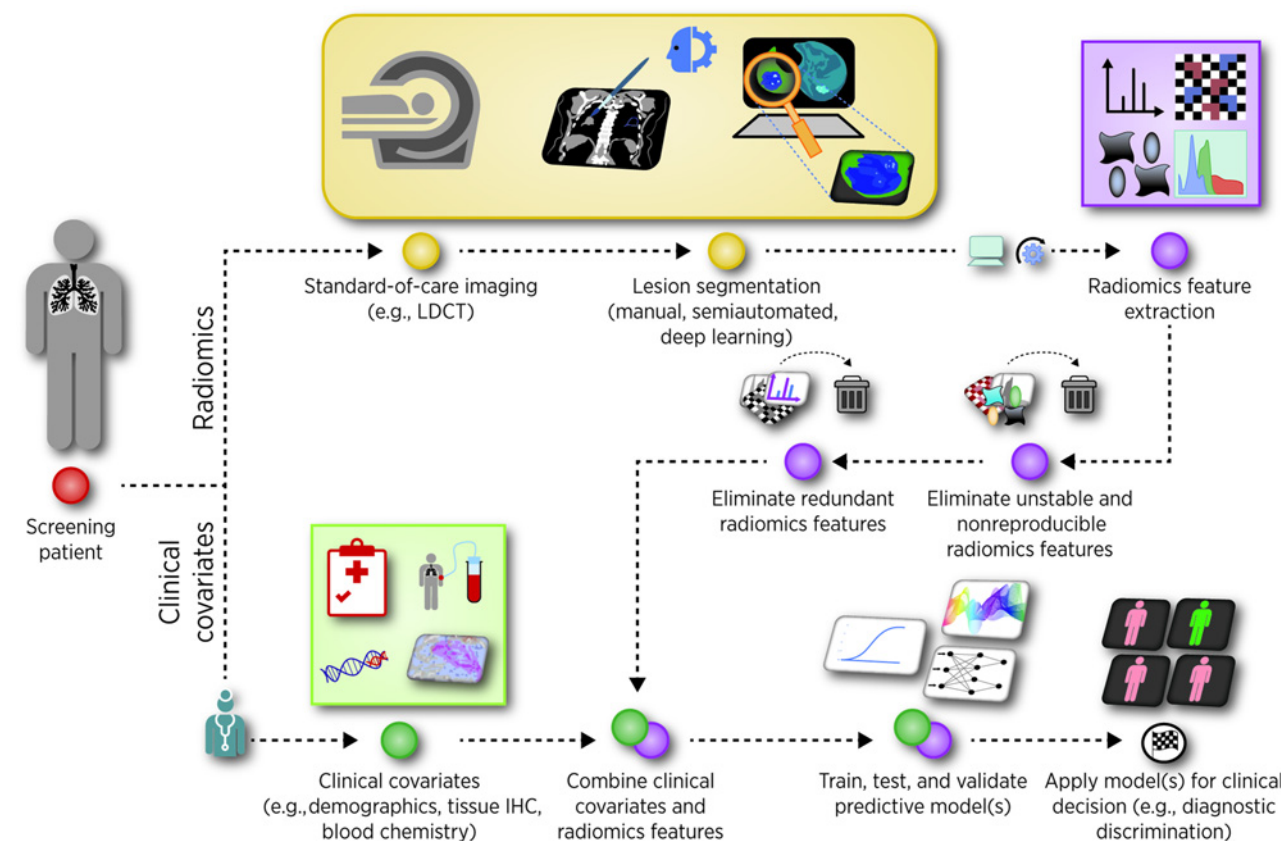 Standard-of-care imaging
(e.g., LDCT)
Lesion segmentation
(manual, semiautomated,
deep learning)
Radiomics feature
extraction
Radiomics
Screening
patient
Clinical
covariates
Eliminate redundant
radiomics features
Eliminate unstable and
nonreproducible
radiomics features
Clinical covariates
(e.g.,demographics, tissue IHC,
blood chemistry)
Combine clinical
covariates and
radiomics features
Train, test, and validate
predictive model(s)
Apply model(s) for clinical
decision (e.g., diagnostic
discrimination)